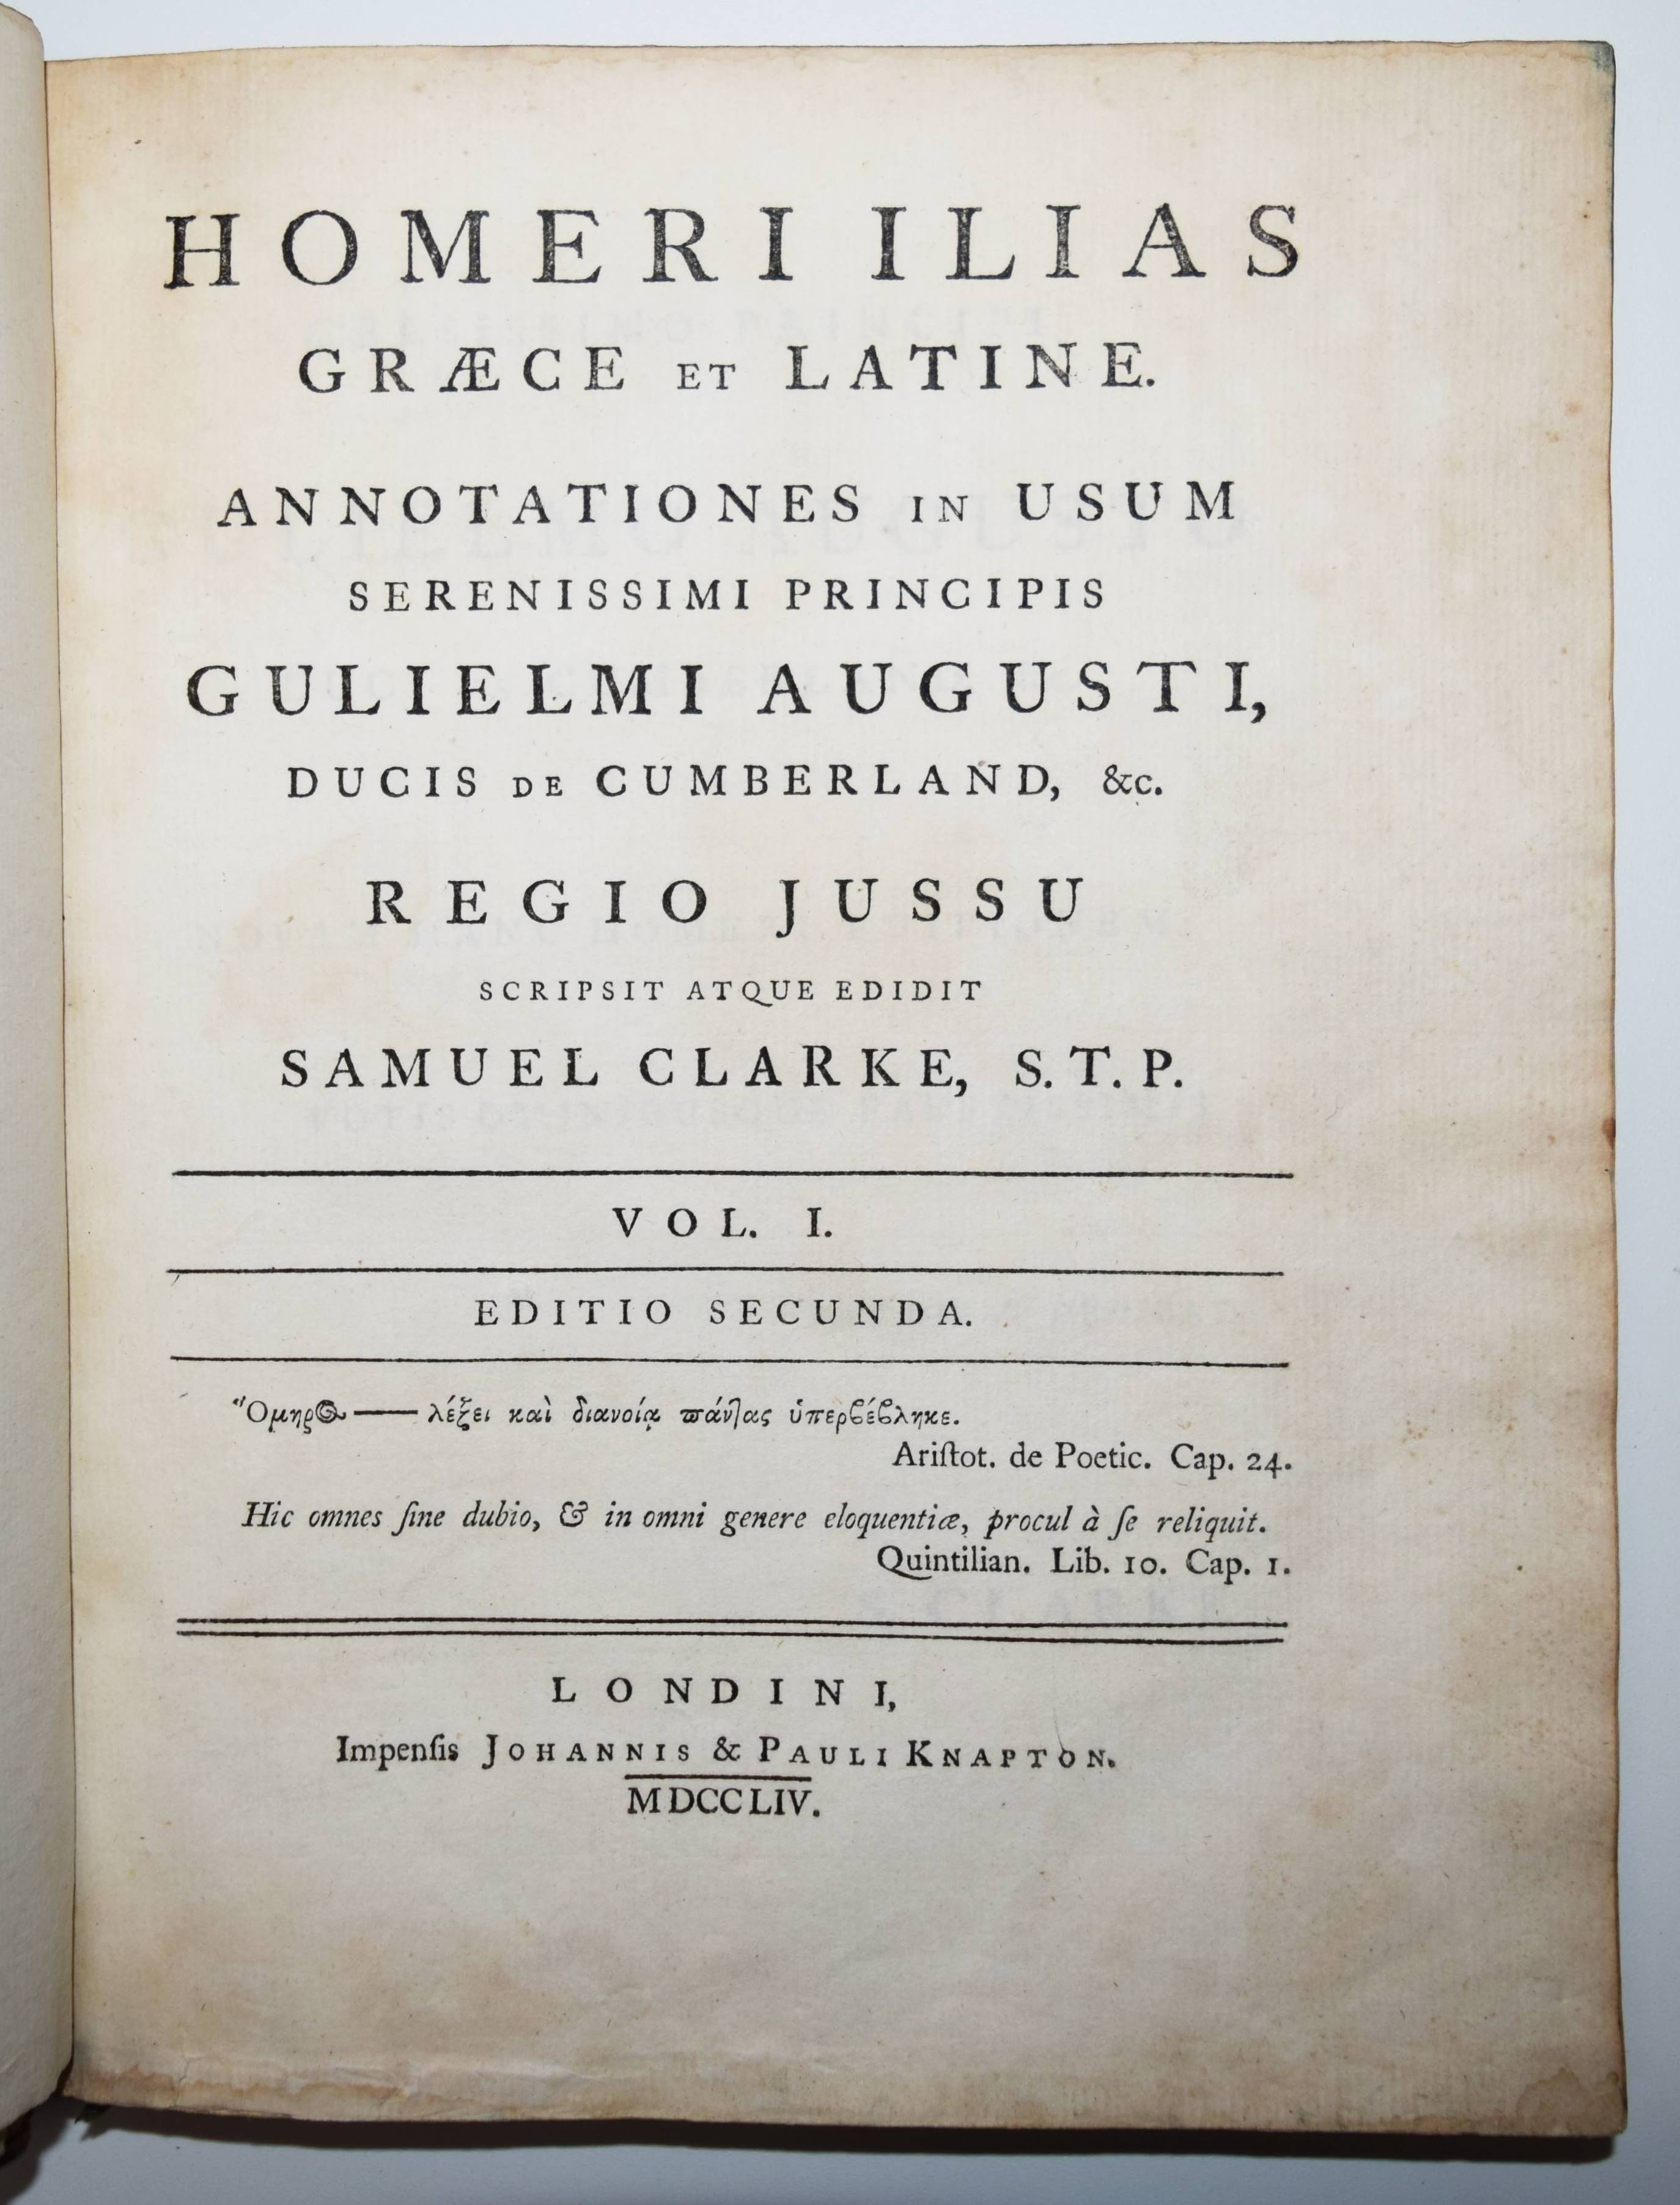 HOMERI ILIAS
GRÆCE ET LATINE.
ANNOTATIONES IN USUM
SERENISSIMI PRINCIPIS
GULIELMI AUGUSTI,
DUCIS DE CUMBERLAND, &c.
REGIO JUSSU
SCRIPSIT ATQUE EDIDIT
SAMUEL CLARKE, S. T. P.
VOL. I.
EDITIO SECUNDA.
Ὅμηρος —— λέξει καὶ διανοίᾳ πάντας ὑπερϐέϐληκε.
Ariſtot. de Poetic. Cap. 24.
Hic omnes ſine dubio, & in omni genere eloquentiæ, procul à ſe reliquit.
Quintilian. Lib. 10. Cap. 1.
LONDINI,
Impenſis JOHANNIS & PAULI KNAPTON.
MDCCLIV.